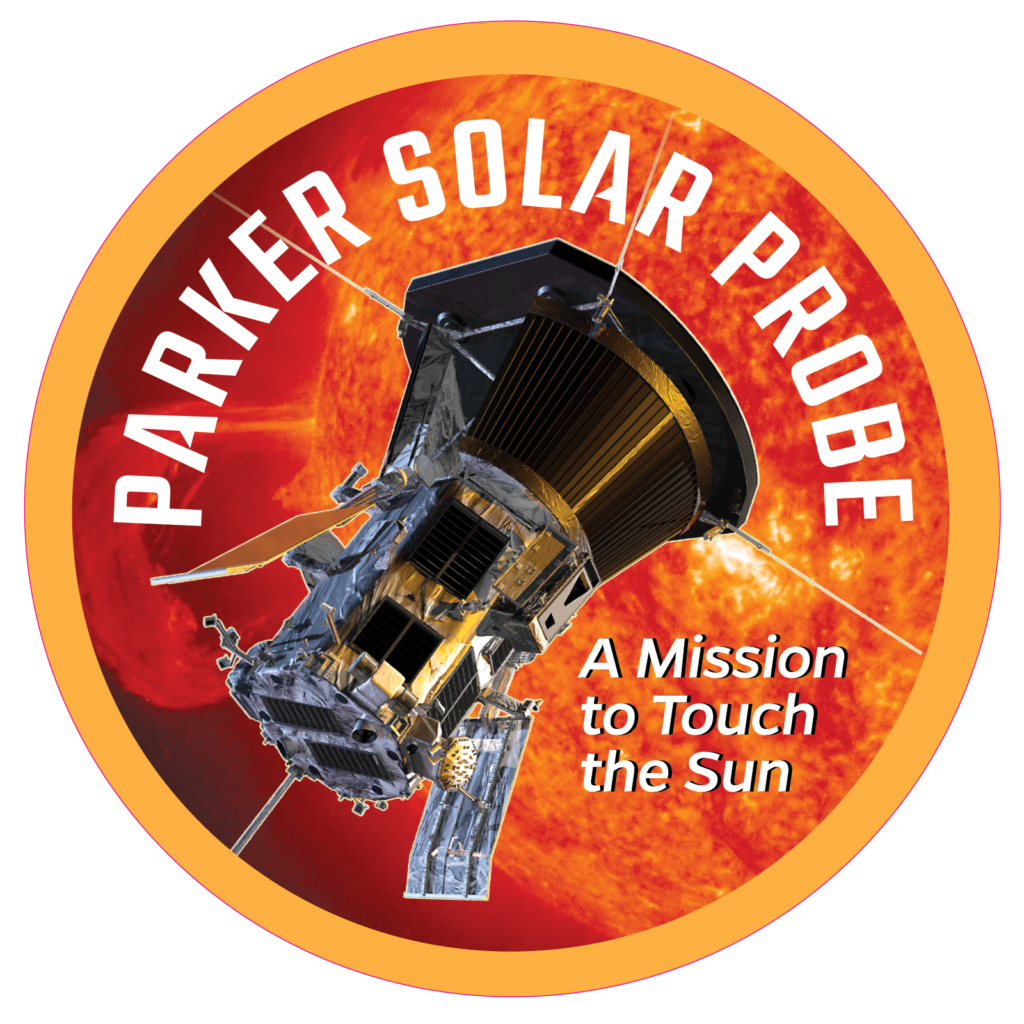 PARKER SOLAR PROBE
A Mission
to Touch
the Sun